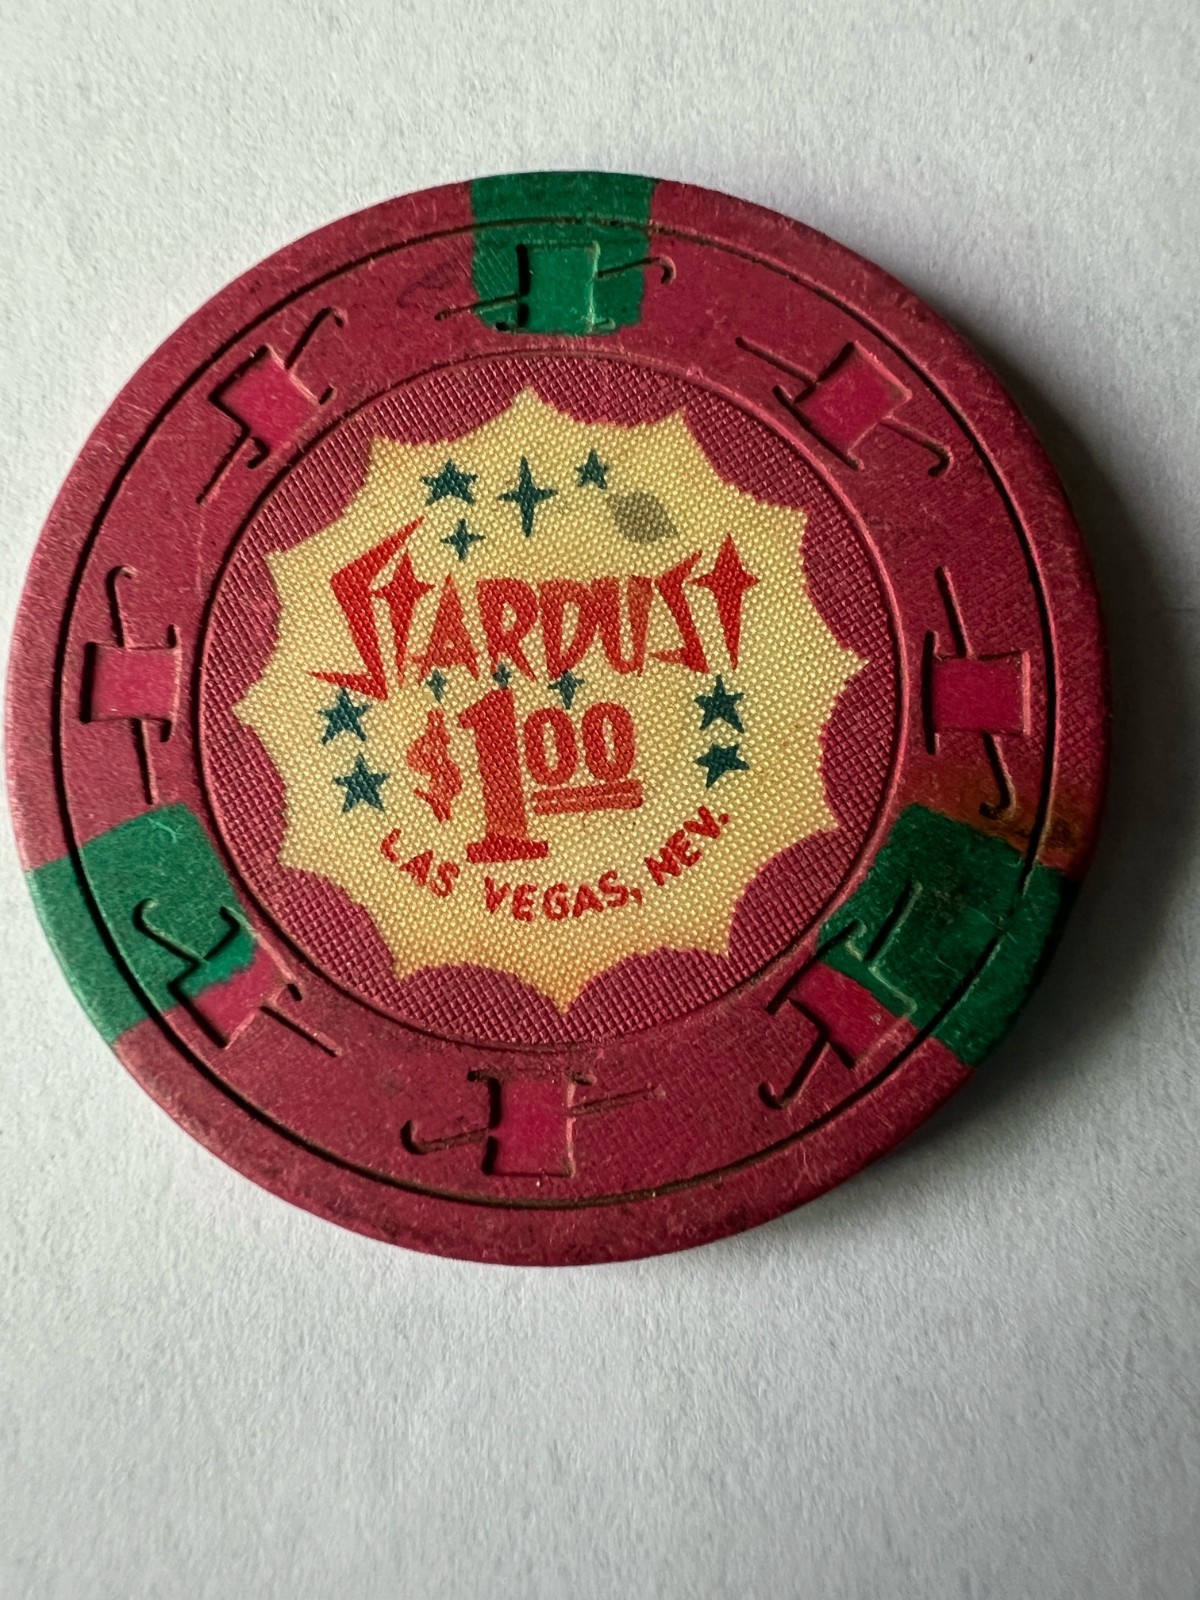 STARDUST
$1.00
LAS VEGAS, NEV.